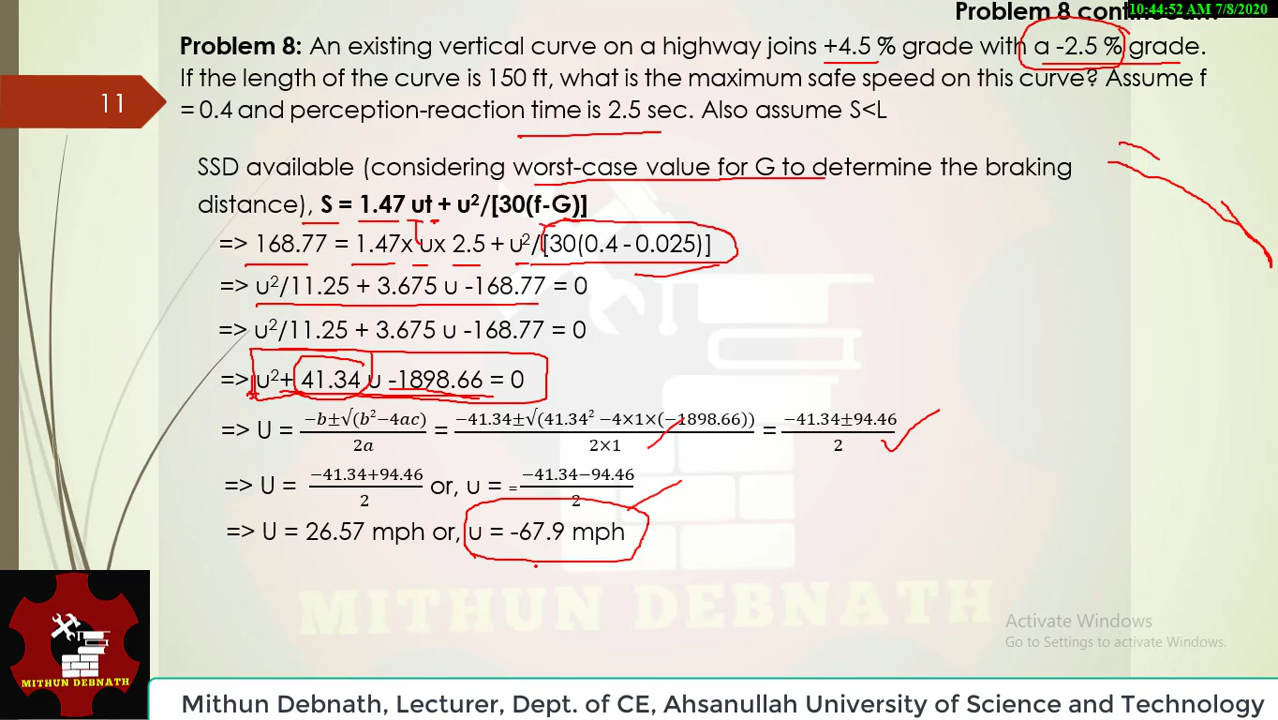 Problem 8 cont
10:44:52 AM 7/8/2020
11
Problem 8: An existing vertical curve on a highway joins +4.5 % grade with a -2.5 % grade.
If the length of the curve is 150 ft, what is the maximum safe speed on this curve? Assume f
= 0.4 and perception-reaction time is 2.5 sec. Also assume S<L
SSD available (considering worst-case value for G to determine the braking
distance), S = 1.47 ut + u²/[30(f-G)]
=> 168.77 = 1.47x ux 2.5 + u²/[30(0.4 - 0.025)]
=> u²/11.25 + 3.675 u -168.77 = 0
=> u²/11.25 + 3.675 u -168.77 = 0
=> u²+ 41.34 u -1898.66 = 0
=> U = (−b±√(b²−4ac))/2a = (−41.34±√(41.34² −4×1×(−1898.66)))/2×1 = (−41.34±94.46)/2
=> U = (−41.34+94.46)/2 or, u = = (−41.34−94.46)/2
=> U = 26.57 mph or, u = -67.9 mph
MITHUN DEBNATH
Activate Windows
Go to Settings to activate Windows.
MITHUN DEBNATH
Mithun Debnath, Lecturer, Dept. of CE, Ahsanullah University of Science and Technology